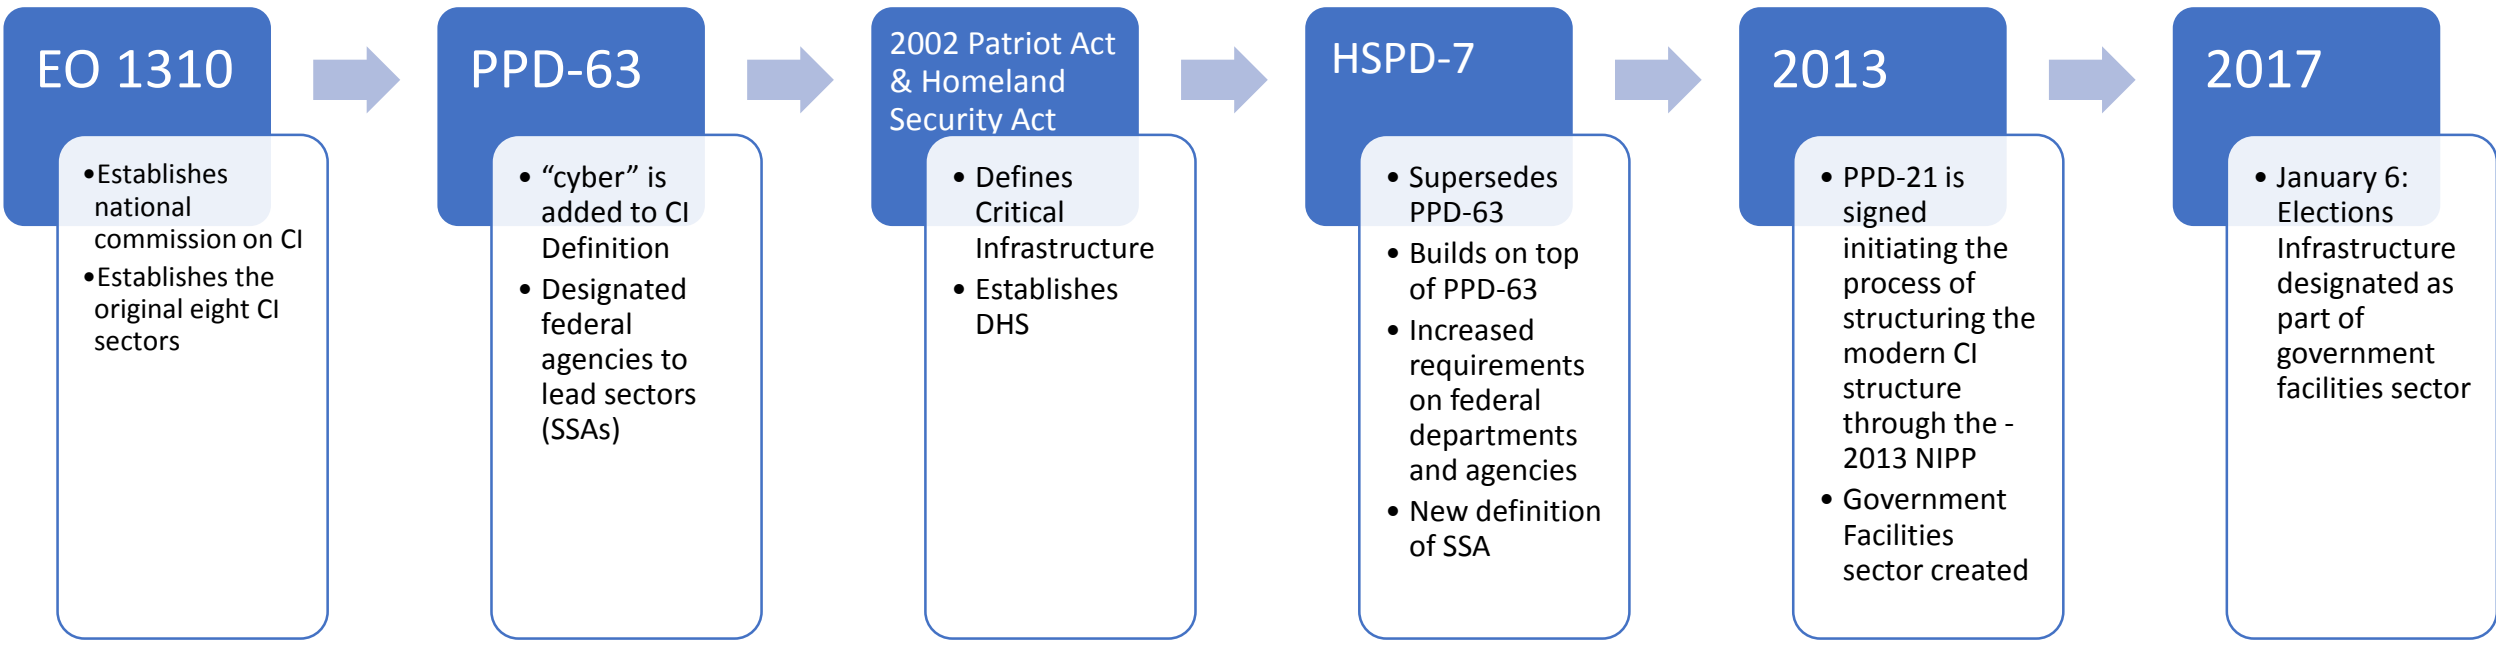 EO 1310
•Establishes
national
commission on CI
•Establishes the
original eight CI
sectors
PPD-63
• “cyber” is
added to CI
Definition
• Designated
federal
agencies to
lead sectors
(SSAs)
2002 Patriot Act
& Homeland
Security Act
• Defines
Critical
Infrastructure
• Establishes
DHS
HSPD-7
• Supersedes
PPD-63
• Builds on top
of PPD-63
• Increased
requirements
on federal
departments
and agencies
• New definition
of SSA
2013
• PPD-21 is
signed
initiating the
process of
structuring the
modern CI
structure
through the -
2013 NIPP
• Government
Facilities
sector created
2017
• January 6:
Elections
Infrastructure
designated as
part of
government
facilities sector